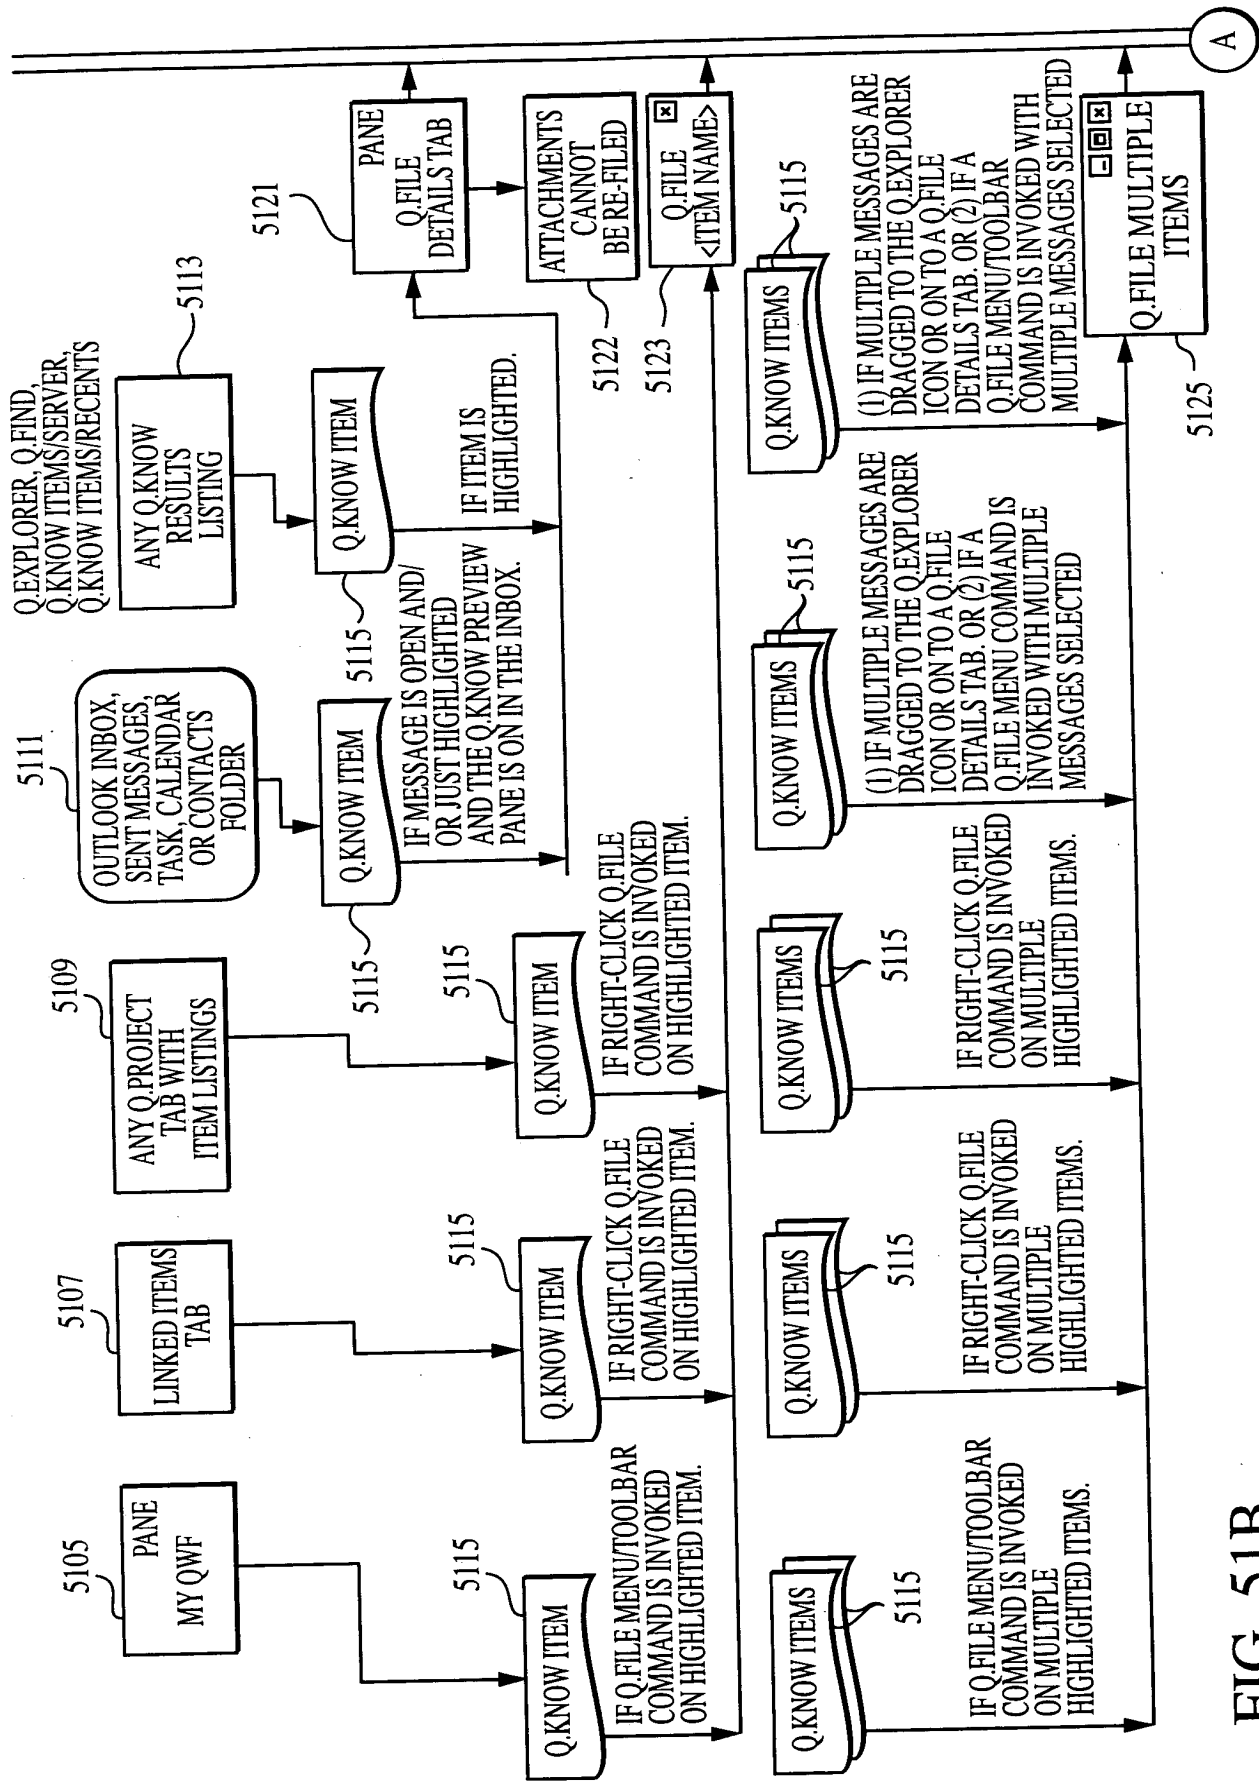 5105
PANE
MY QWF
5107
LINKED ITEMS
TAB
5109
ANY Q.PROJECT
TAB WITH
ITEM LISTINGS
5111
OUTLOOK INBOX,
SENT MESSAGES,
TASK, CALENDAR
OR CONTACTS
FOLDER
Q.EXPLORER, Q.FIND,
Q.KNOW ITEMS/SERVER,
Q.KNOW ITEMS/RECENTS
ANY Q.KNOW
RESULTS
LISTING
5113
5115
Q.KNOW ITEM
IF Q.FILE MENU/TOOLBAR
COMMAND IS INVOKED
ON HIGHLIGHTED ITEM.
5115
Q.KNOW ITEM
IF RIGHT-CLICK Q.FILE
COMMAND IS INVOKED
ON HIGHLIGHTED ITEM.
5115
Q.KNOW ITEM
IF RIGHT-CLICK Q.FILE
COMMAND IS INVOKED
ON HIGHLIGHTED ITEM.
5115
Q.KNOW ITEM
IF MESSAGE IS OPEN AND/
OR JUST HIGHLIGHTED
AND THE Q.KNOW PREVIEW
PANE IS ON IN THE INBOX.
5115
Q.KNOW ITEM
IF ITEM IS
HIGHLIGHTED.
5121
PANE
Q.FILE
DETAILS TAB
5122
ATTACHMENTS
CANNOT
BE RE-FILED
5123
Q.FILE
<ITEM NAME>
x
Q.KNOW ITEMS
5115
IF Q.FILE MENU/TOOLBAR
COMMAND IS INVOKED
ON MULTIPLE
HIGHLIGHTED ITEMS.
Q.KNOW ITEMS
5115
IF RIGHT-CLICK Q.FILE
COMMAND IS INVOKED
ON MULTIPLE
HIGHLIGHTED ITEMS.
Q.KNOW ITEMS
5115
IF RIGHT-CLICK Q.FILE
COMMAND IS INVOKED
ON MULTIPLE
HIGHLIGHTED ITEMS.
Q.KNOW ITEMS
5115
(1) IF MULTIPLE MESSAGES ARE
DRAGGED TO THE Q.EXPLORER
ICON OR ON TO A Q.FILE
DETAILS TAB. OR (2) IF A
Q.FILE MENU COMMAND IS
INVOKED WITH MULTIPLE
MESSAGES SELECTED
Q.KNOW ITEMS
5115
(1) IF MULTIPLE MESSAGES ARE
DRAGGED TO THE Q.EXPLORER
ICON OR ON TO A Q.FILE
DETAILS TAB. OR (2) IF A
Q.FILE MENU/TOOLBAR
COMMAND IS INVOKED WITH
MULTIPLE MESSAGES SELECTED
5125
Q.FILE MULTIPLE
ITEMS
x
A
FIG. 51B